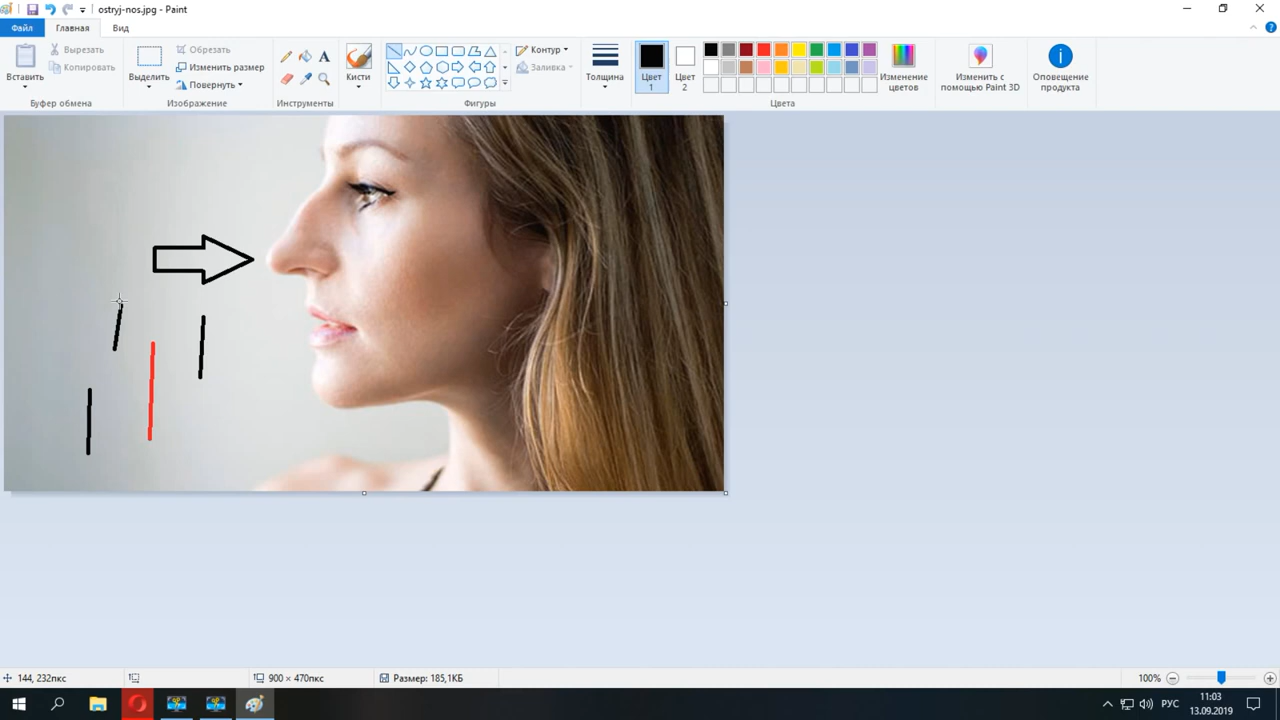 ostryj-nos.jpg - Paint
Файл Главная Вид
Вставить
Вырезать
Копировать
Буфер обмена
Выделить
Обрезать
Изменить размер
Повернуть
Изображение
Инструменты
Кисти
Контур
Заливка
Фигуры
Толщина
Цвет 1
Цвет 2
Цвета
Изменение цветов
Изменить с помощью Paint 3D
Оповещение продукта
144, 232пкс
900 × 470пкс
Размер: 185,1КБ
100%
РУС
11:03
13.09.2019